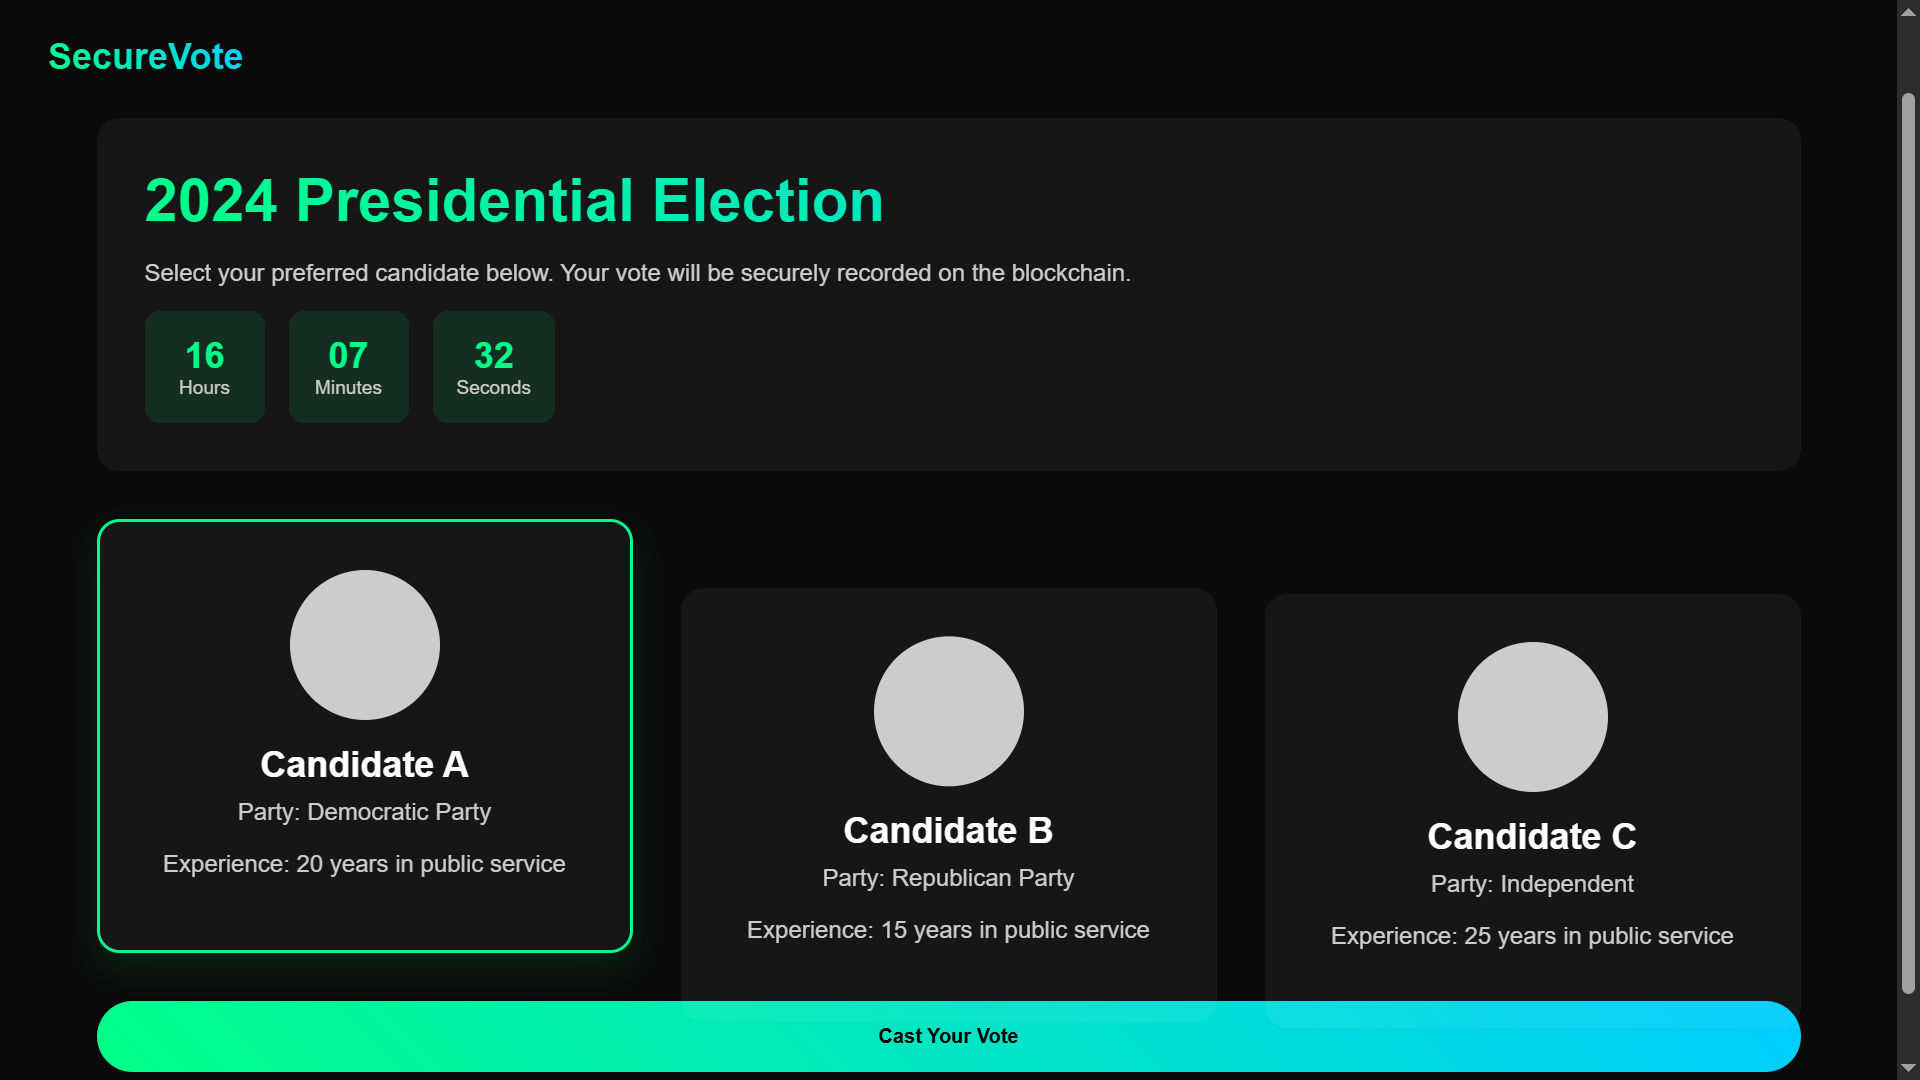 SecureVote
2024 Presidential Election
Select your preferred candidate below. Your vote will be securely recorded on the blockchain.
16
Hours
07
Minutes
32
Seconds
Candidate A
Party: Democratic Party
Experience: 20 years in public service
Candidate B
Party: Republican Party
Experience: 15 years in public service
Candidate C
Party: Independent
Experience: 25 years in public service
Cast Your Vote